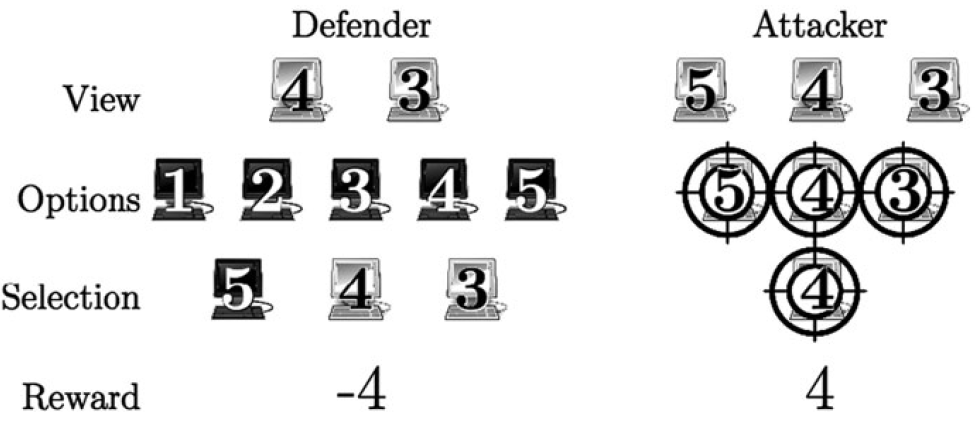 Defender Attacker
View 4 3 5 4 3
Options 1 2 3 4 5 5 4 3
Selection 5 4 3 4
Reward -4 4